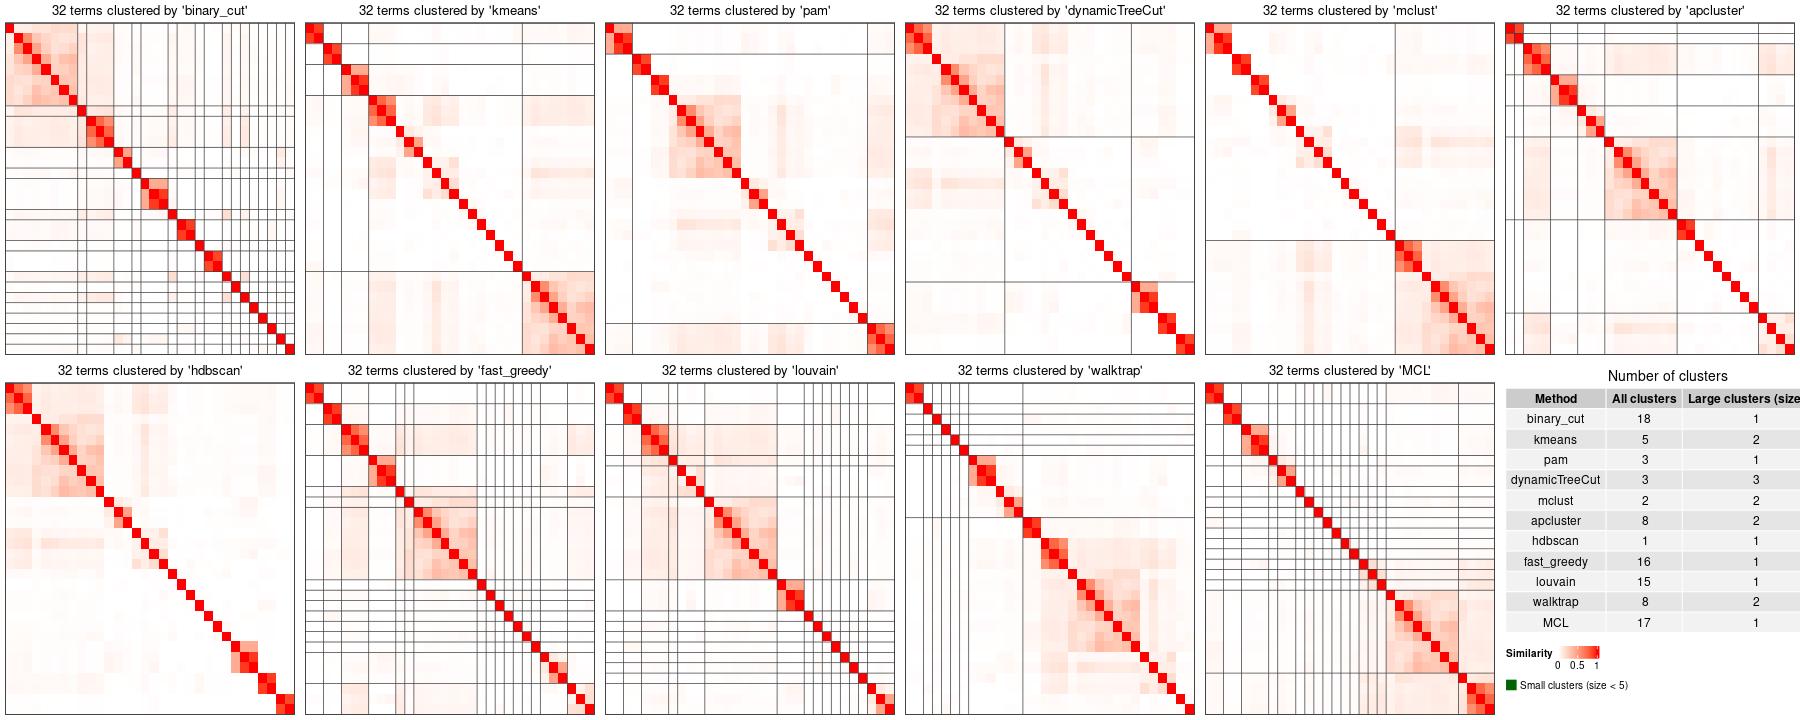 32 terms clustered by 'binary_cut'
32 terms clustered by 'kmeans'
32 terms clustered by 'pam'
32 terms clustered by 'dynamicTreeCut'
32 terms clustered by 'mclust'
32 terms clustered by 'apcluster'
32 terms clustered by 'hdbscan'
32 terms clustered by 'fast_greedy'
32 terms clustered by 'louvain'
32 terms clustered by 'walktrap'
32 terms clustered by 'MCL'
Number of clusters
Method All clusters Large clusters (size
binary_cut 18 1
kmeans 5 2
pam 3 1
dynamicTreeCut 3 3
mclust 2 2
apcluster 8 2
hdbscan 1 1
fast_greedy 16 1
louvain 15 1
walktrap 8 2
MCL 17 1
Similarity
0 0.5 1
Small clusters (size < 5)